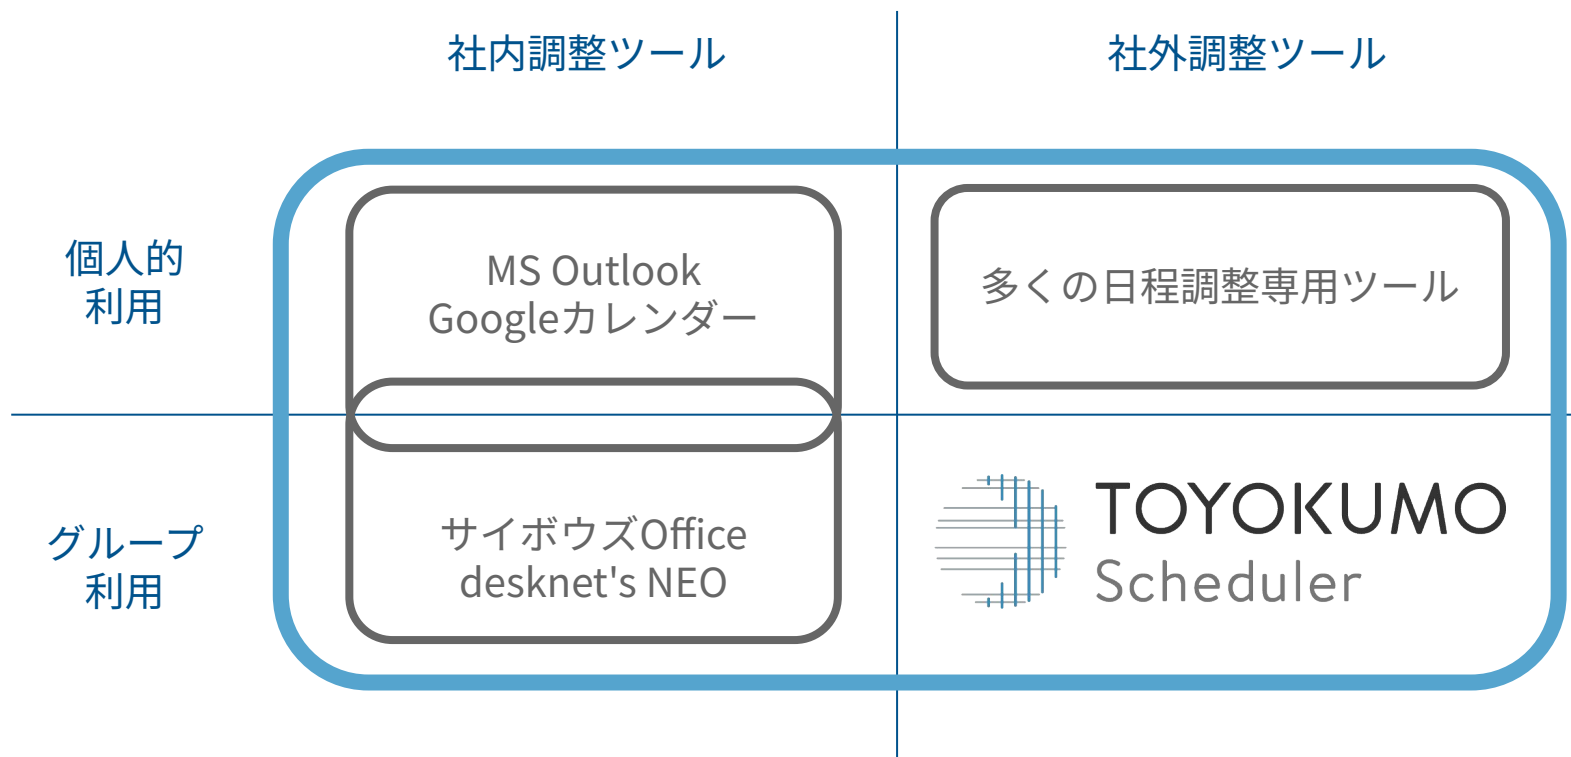 社内調整ツール
社外調整ツール
個人的
利用
MS Outlook
Googleカレンダー
多くの日程調整専用ツール
グループ
利用
サイボウズOffice
desknet's NEO
TOYOKUMO
Scheduler